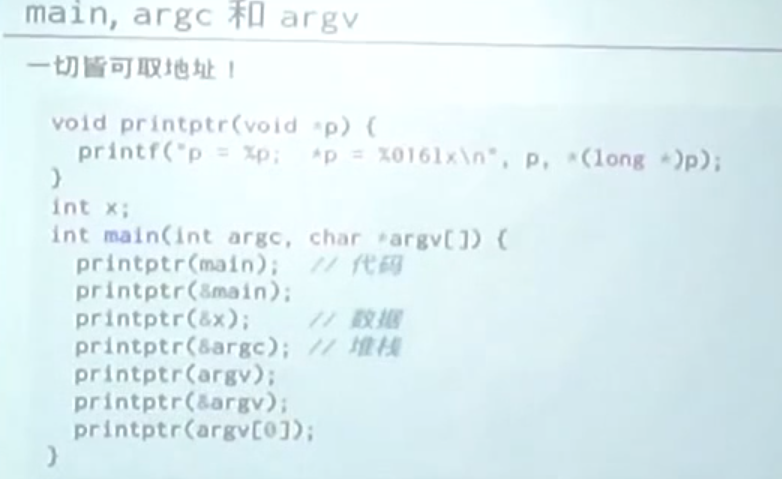 main, argc 和 argv
一切皆可取地址！
void printptr(void *p) {
  printf("p = %p;  *p = %016lx\n", p, *(long *)p);
}
int x;
int main(int argc, char *argv[]) {
  printptr(main);  // 代码
  printptr(&main);
  printptr(&x);    // 数据
  printptr(&argc); // 堆栈
  printptr(argv);
  printptr(&argv);
  printptr(argv[0]);
}